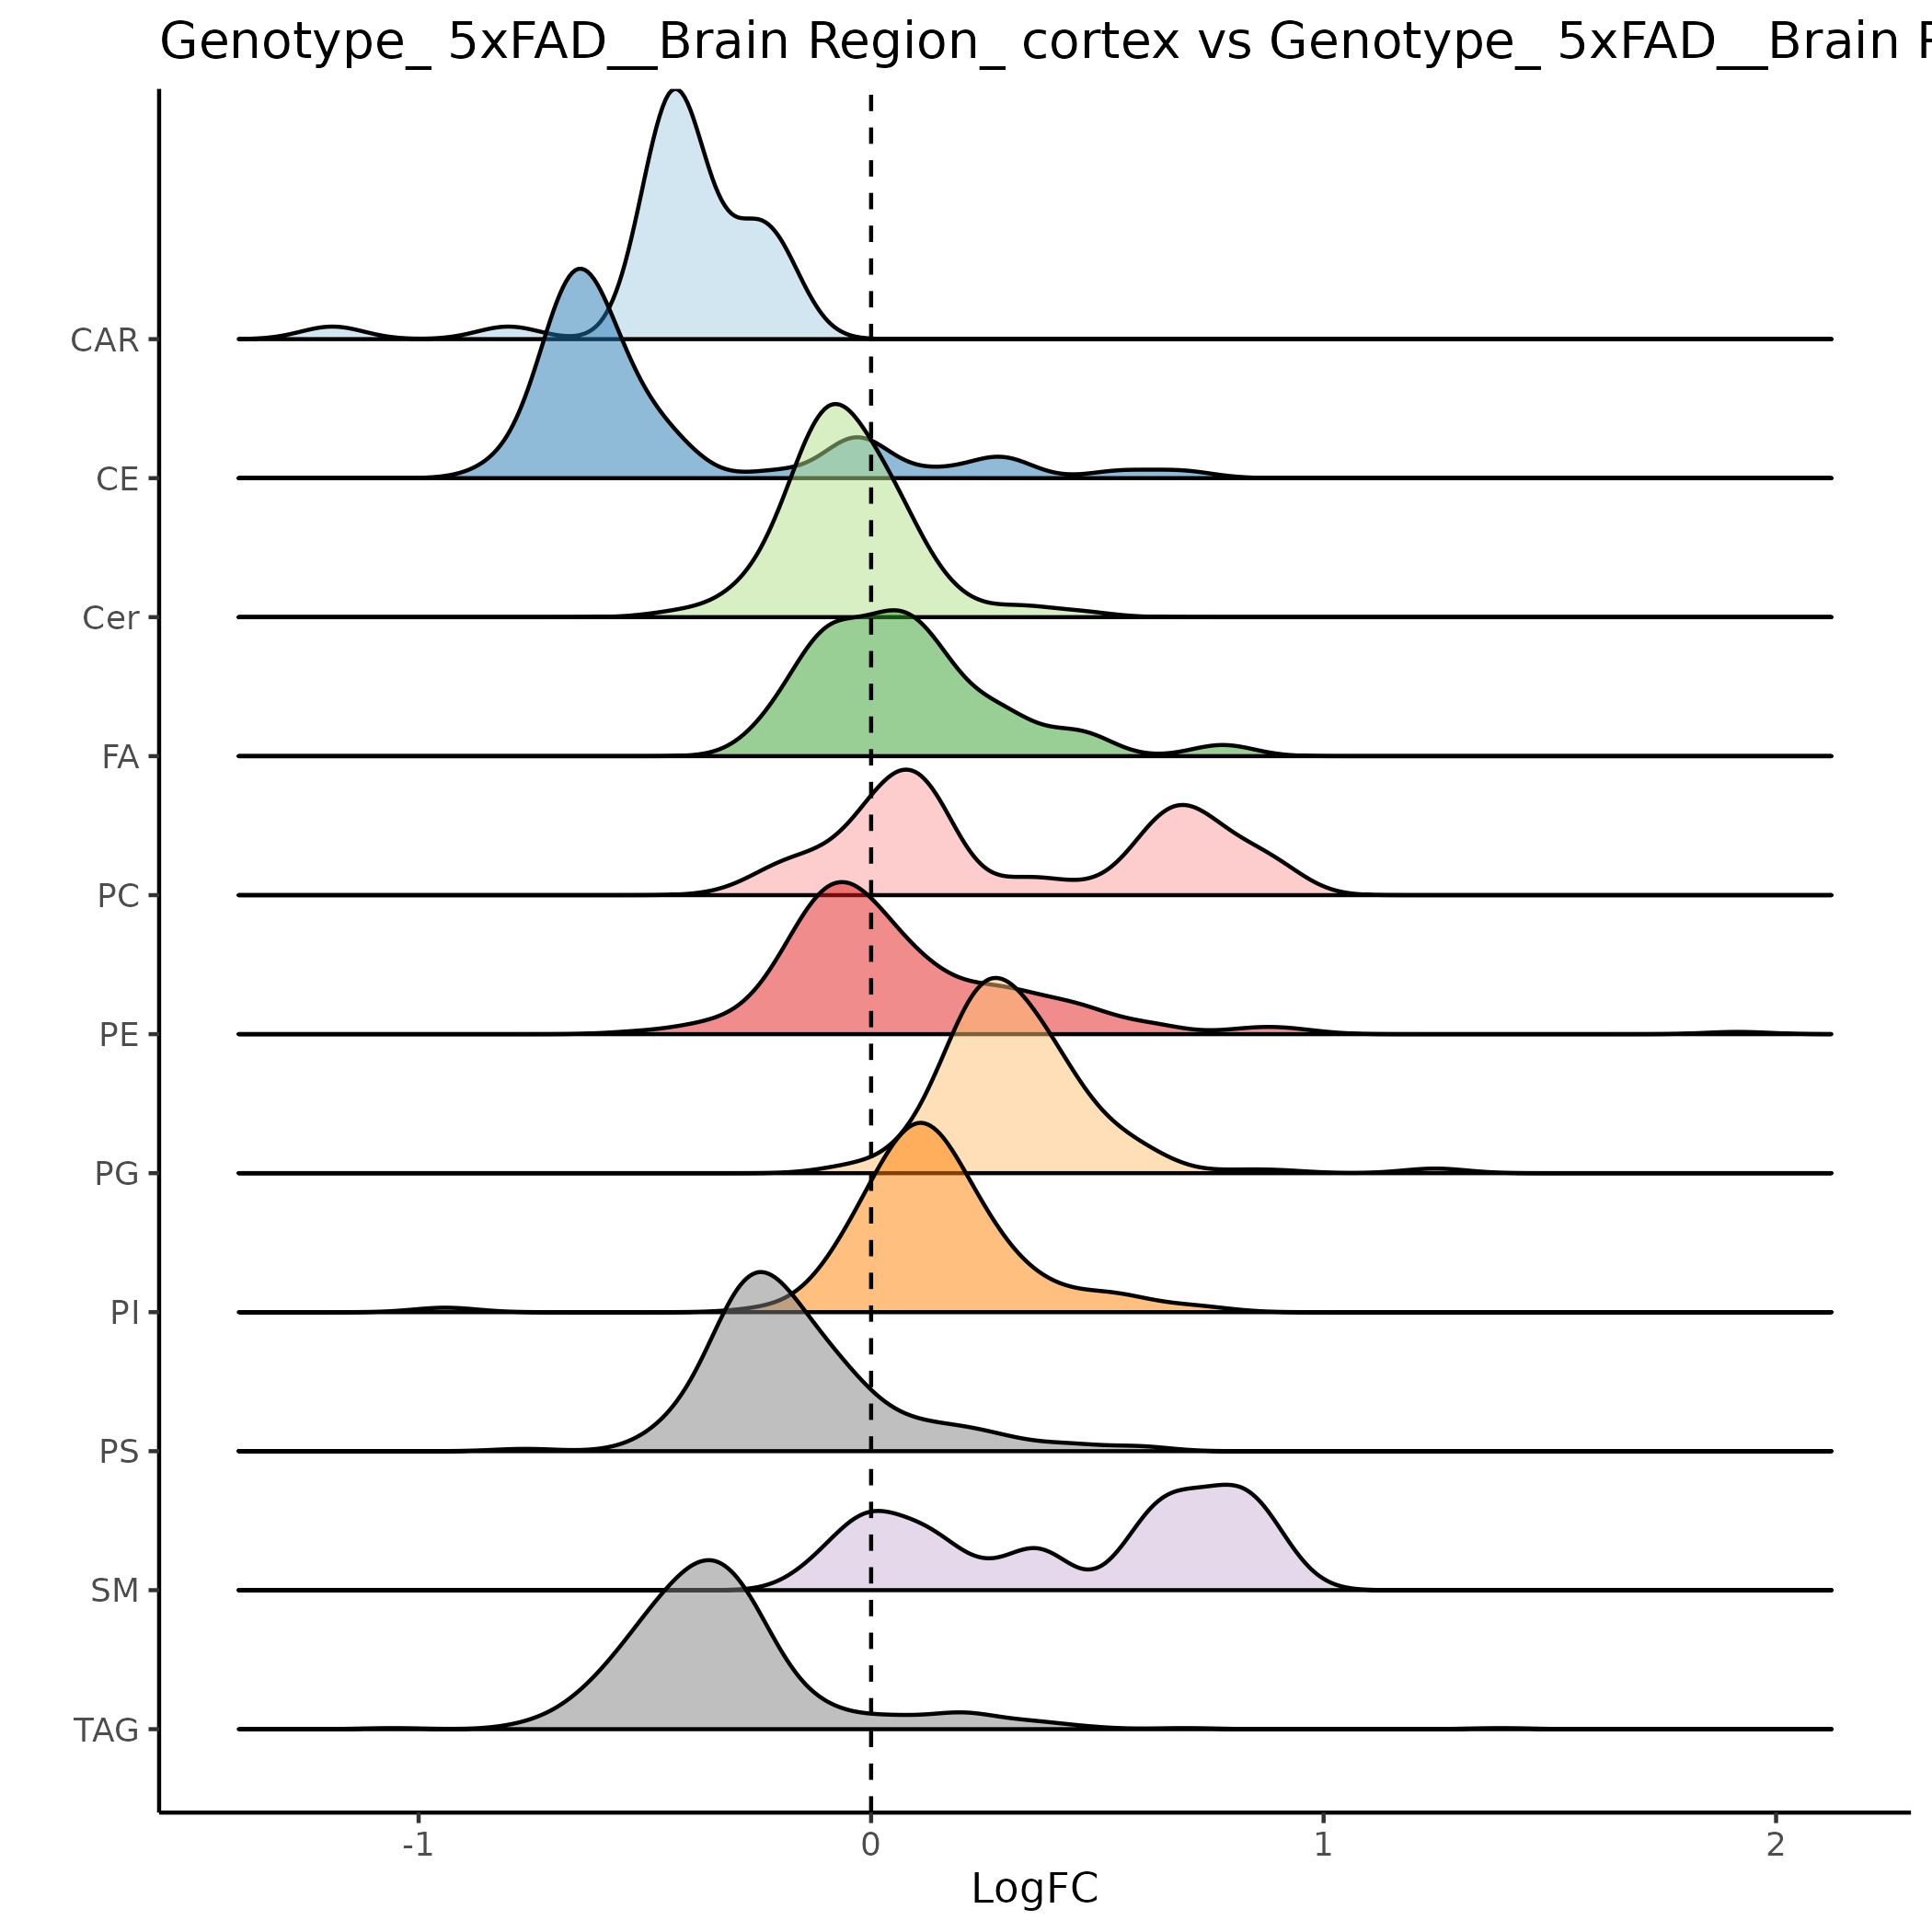 Genotype_ 5xFAD__Brain Region_ cortex vs Genotype_ 5xFAD__Brain
CAR
CE
Cer
FA
PC
PE
PG
PI
PS
SM
TAG
-1 0 1 2
LogFC